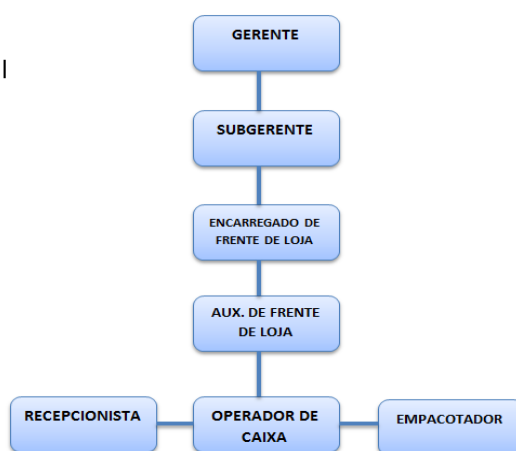 GERENTE
l
SUBGERENTE
ENCARREGADO DE
FRENTE DE LOJA
AUX. DE FRENTE
DE LOJA
RECEPCIONISTA
OPERADOR DE
CAIXA
EMPACOTADOR